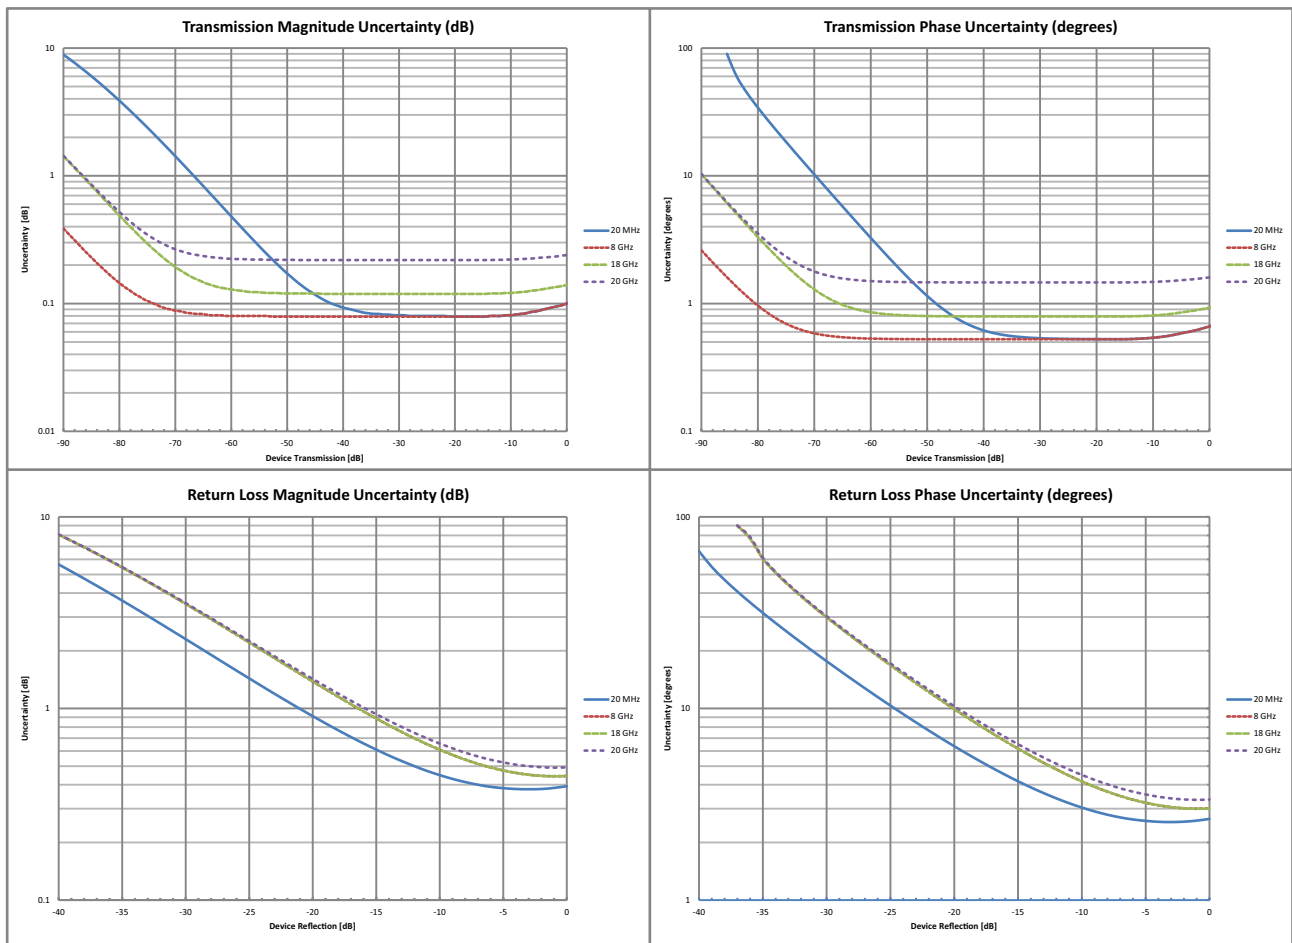 Transmission Magnitude Uncertainty (dB)
10
1
0.1
0.01
Uncertainty [dB]
-90 -80 -70 -60 -50 -40 -30 -20 -10 0
Device Transmission [dB]
20 MHz
8 GHz
18 GHz
20 GHz
Transmission Phase Uncertainty (degrees)
100
10
1
0.1
Uncertainty [degrees]
-90 -80 -70 -60 -50 -40 -30 -20 -10 0
Device Transmission [dB]
20 MHz
8 GHz
18 GHz
20 GHz
Return Loss Magnitude Uncertainty (dB)
10
1
0.1
Uncertainty [dB]
-40 -35 -30 -25 -20 -15 -10 -5 0
Device Reflection [dB]
20 MHz
8 GHz
18 GHz
20 GHz
Return Loss Phase Uncertainty (degrees)
100
10
1
Uncertainty [degrees]
-40 -35 -30 -25 -20 -15 -10 -5 0
Device Reflection [dB]
20 MHz
8 GHz
18 GHz
20 GHz